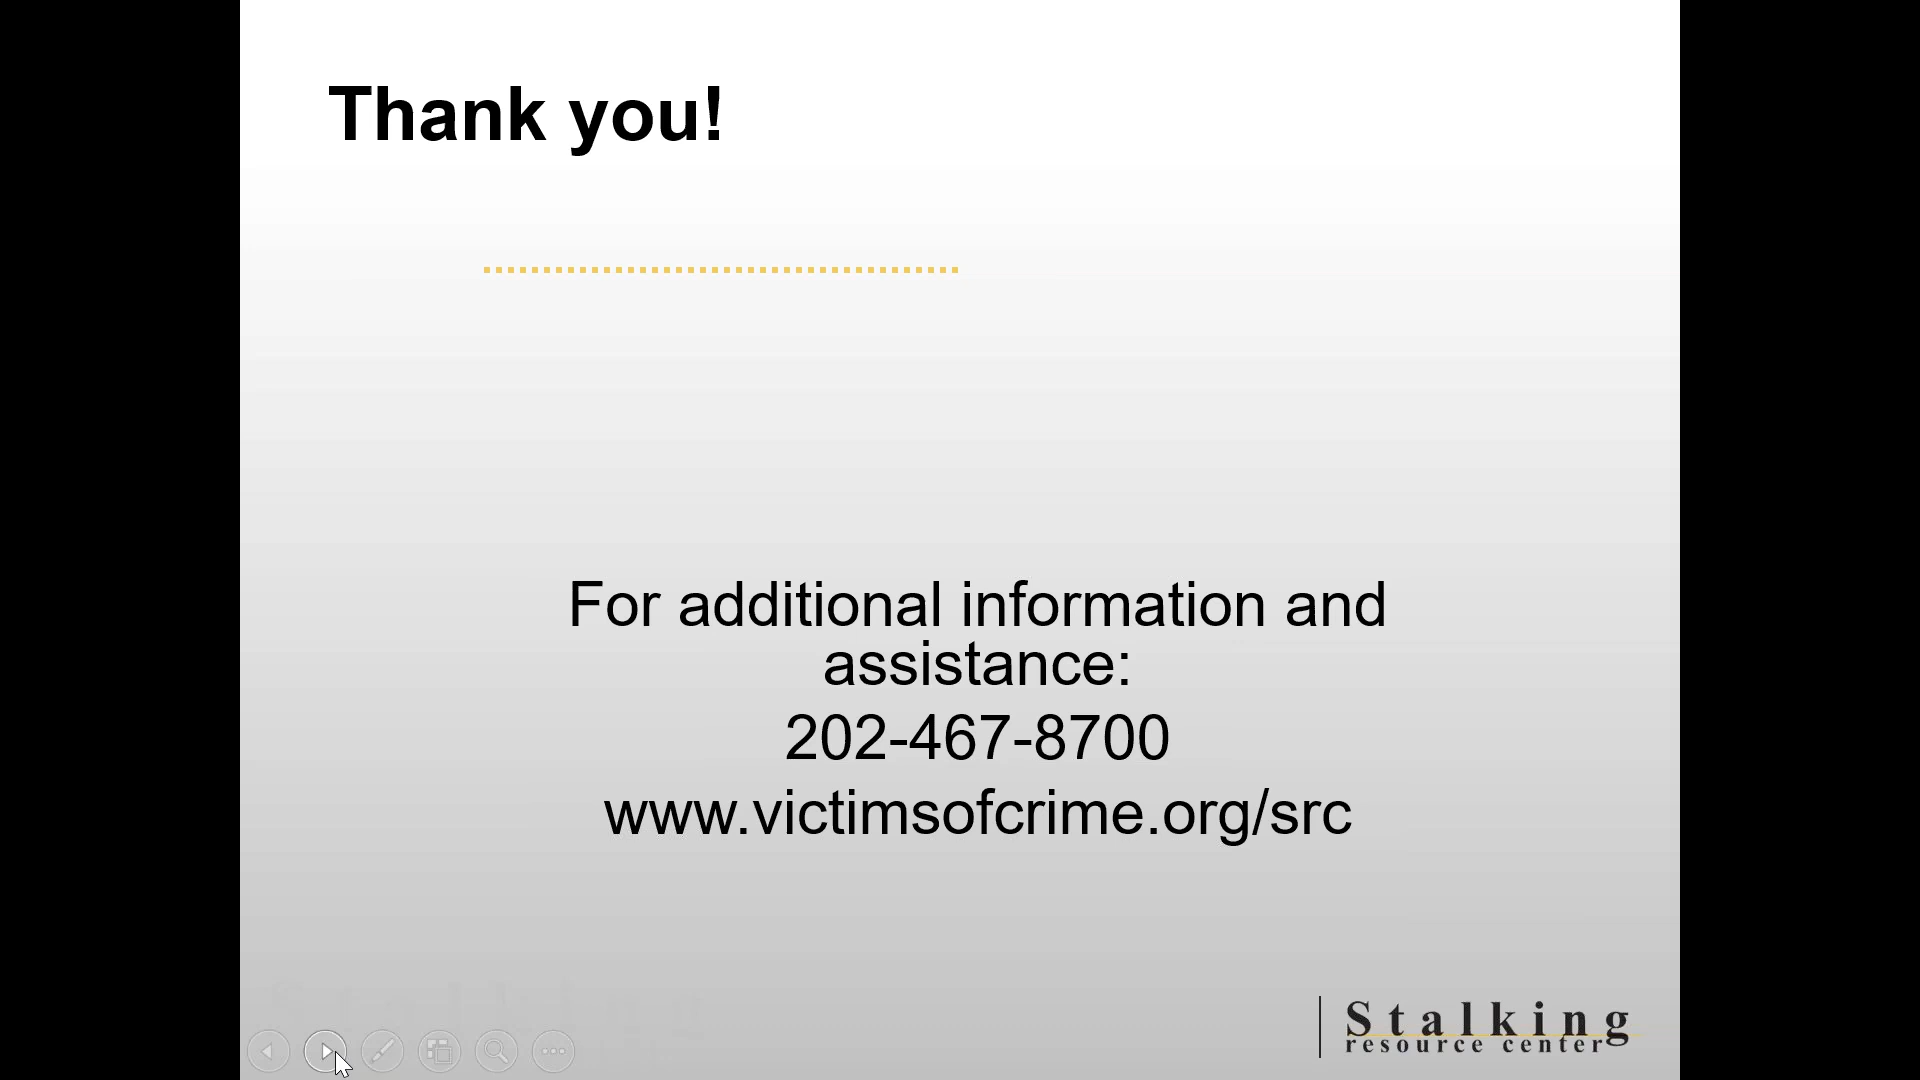 Thank you!
For additional information and
assistance:
202-467-8700
www.victimsofcrime.org/src
Stalking
resource center